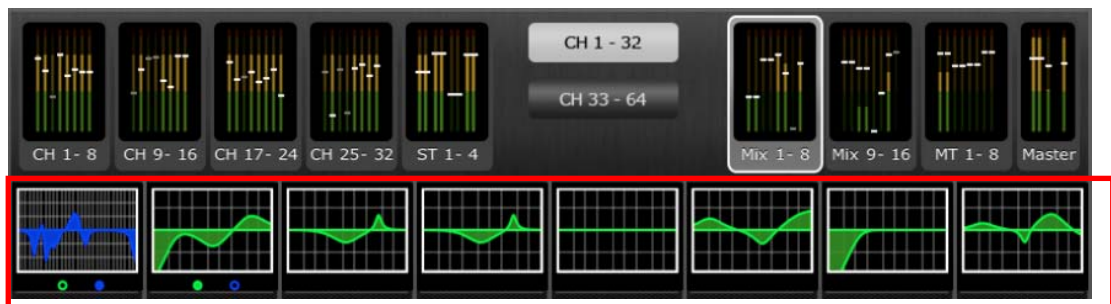 CH 1 - 32
CH 33 - 64
CH 1- 8
CH 9- 16
CH 17- 24
CH 25- 32
ST 1- 4
Mix 1- 8
Mix 9- 16
MT 1- 8
Master